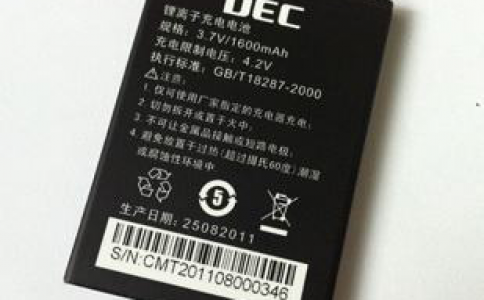 DEC
锂离子充电电池
规格：3.7V/1600mAh
充电限制电压：4.2V
执行标准：GB/T18287-2000
1. 仅可使用厂家指定的充电器充电。
2. 切勿拆开或置于火中。
3. 不可让金属品接触或短路电极。
4. 避免放置于过热(超过摄氏60度)潮湿
或腐蚀性环境中
5
生产日期：25082011
S/N:CMT201108000346